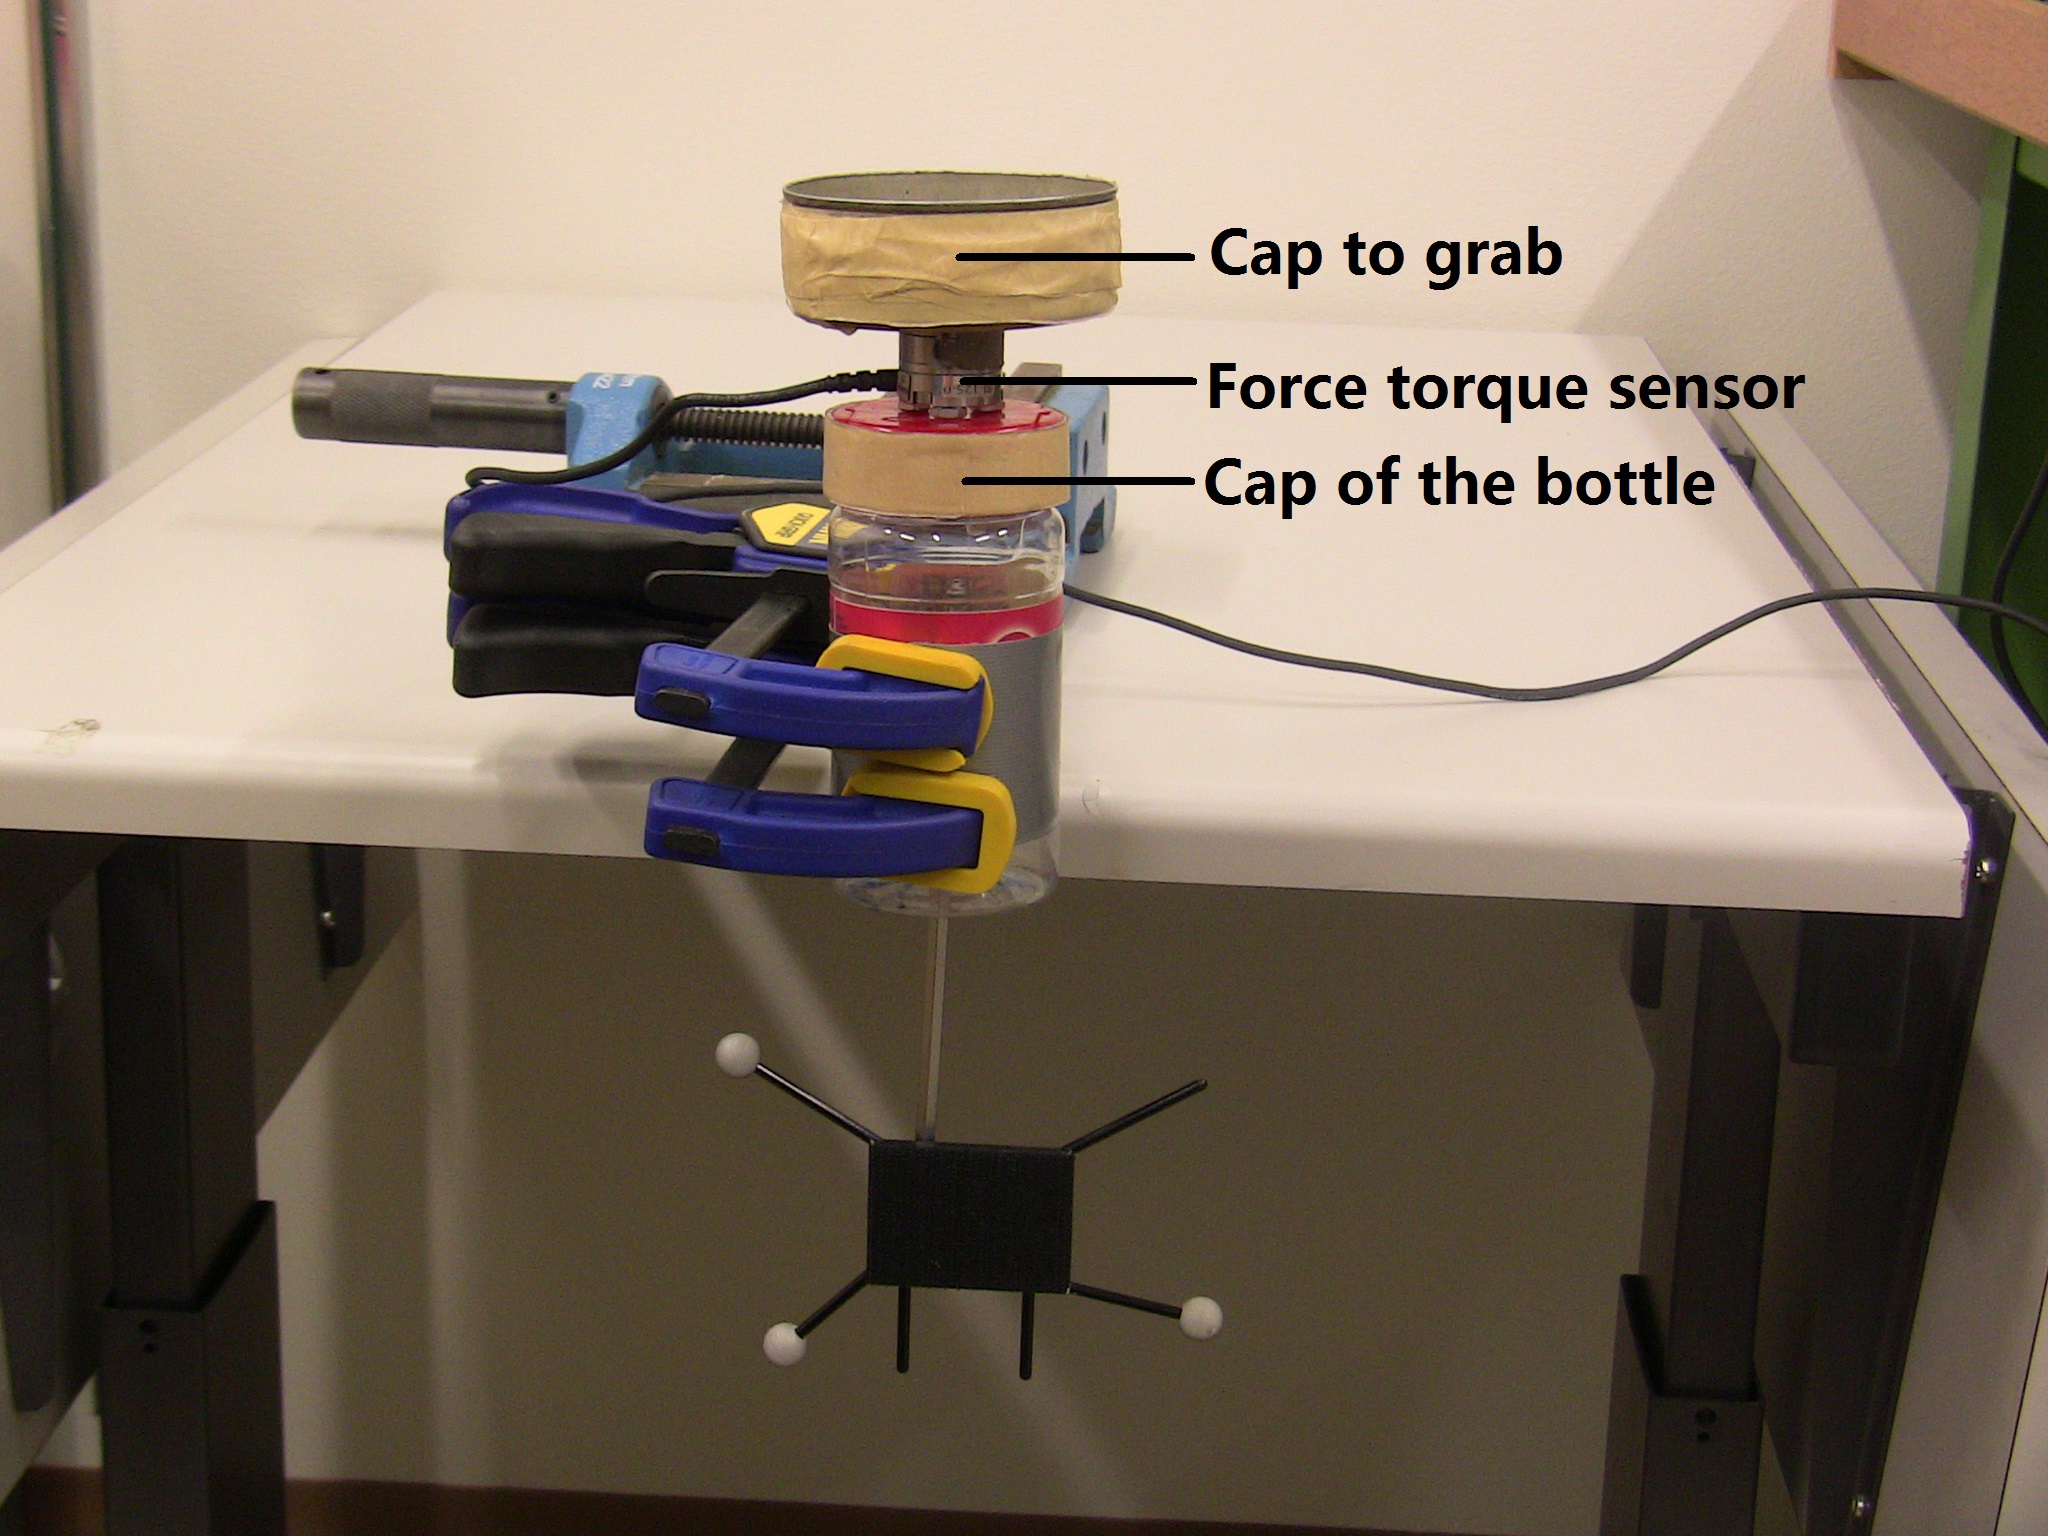 Cap to grab
Force torque sensor
Cap of the bottle